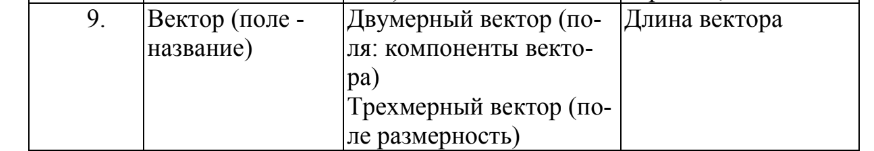 9.
Вектор (поле -
название)
Двумерный вектор (по-
ля: компоненты векто-
ра)
Трехмерный вектор (по-
ле размерность)
Длина вектора